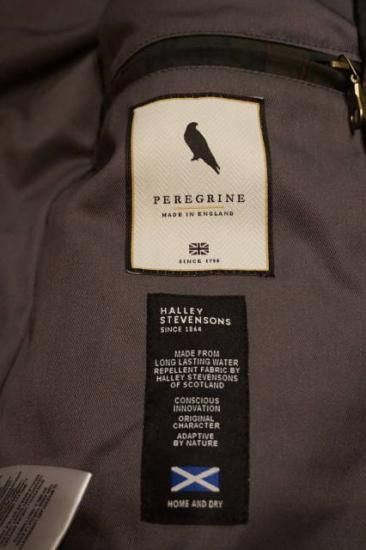 PEREGRINE
MADE IN ENGLAND
SINCE 1796
HALLEY
STEVENSONS
SINCE 1864
MADE FROM
LONG LASTING WATER
REPELLENT FABRIC BY
HALLEY STEVENSONS
OF SCOTLAND
CONSCIOUS
INNOVATION
ORIGINAL
CHARACTER
ADAPTIVE
BY NATURE
HOME AND DRY